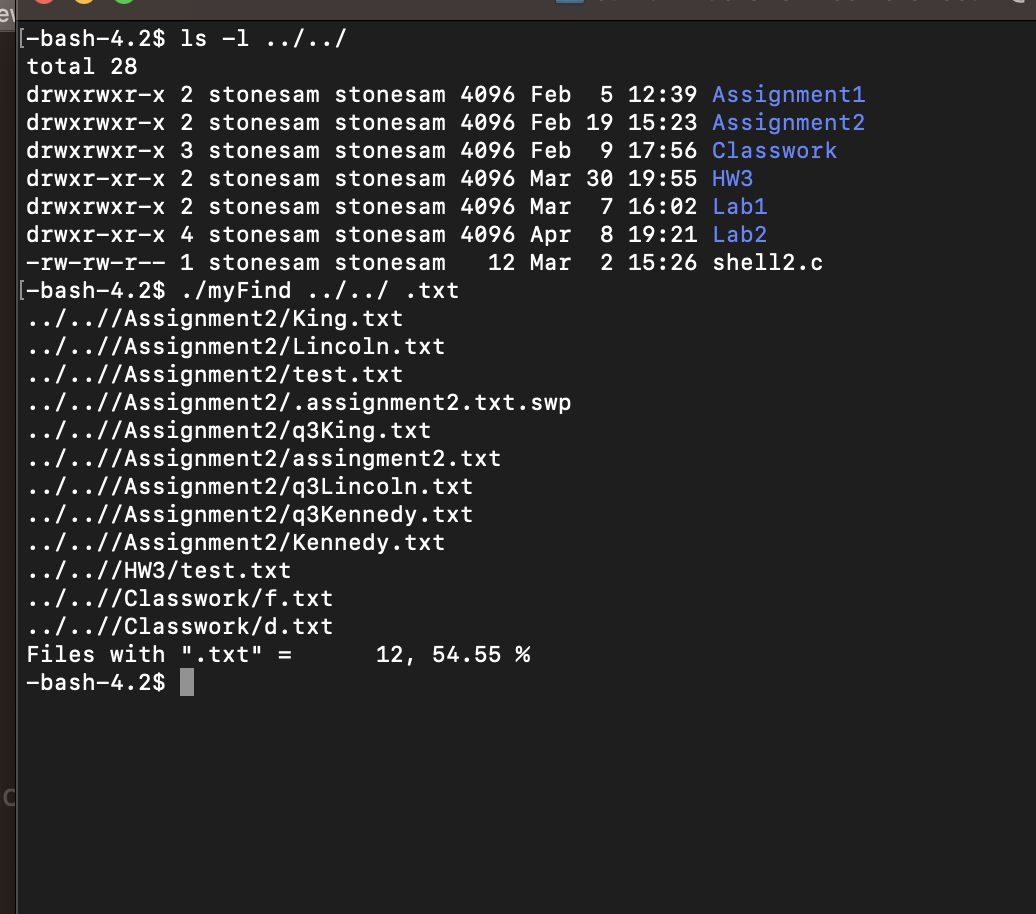 [-bash-4.2$ ls -l ../../
total 28
drwxrwxr-x 2 stonesam stonesam 4096 Feb  5 12:39 Assignment1
drwxrwxr-x 2 stonesam stonesam 4096 Feb 19 15:23 Assignment2
drwxrwxr-x 3 stonesam stonesam 4096 Feb  9 17:56 Classwork
drwxr-xr-x 2 stonesam stonesam 4096 Mar 30 19:55 HW3
drwxrwxr-x 2 stonesam stonesam 4096 Mar  7 16:02 Lab1
drwxr-xr-x 4 stonesam stonesam 4096 Apr  8 19:21 Lab2
-rw-rw-r-- 1 stonesam stonesam   12 Mar  2 15:26 shell2.c
[-bash-4.2$ ./myFind ../../ .txt
../..//Assignment2/King.txt
../..//Assignment2/Lincoln.txt
../..//Assignment2/test.txt
../..//Assignment2/.assignment2.txt.swp
../..//Assignment2/q3King.txt
../..//Assignment2/assingment2.txt
../..//Assignment2/q3Lincoln.txt
../..//Assignment2/q3Kennedy.txt
../..//Assignment2/Kennedy.txt
../..//HW3/test.txt
../..//Classwork/f.txt
../..//Classwork/d.txt
Files with ".txt" =      12, 54.55 %
-bash-4.2$